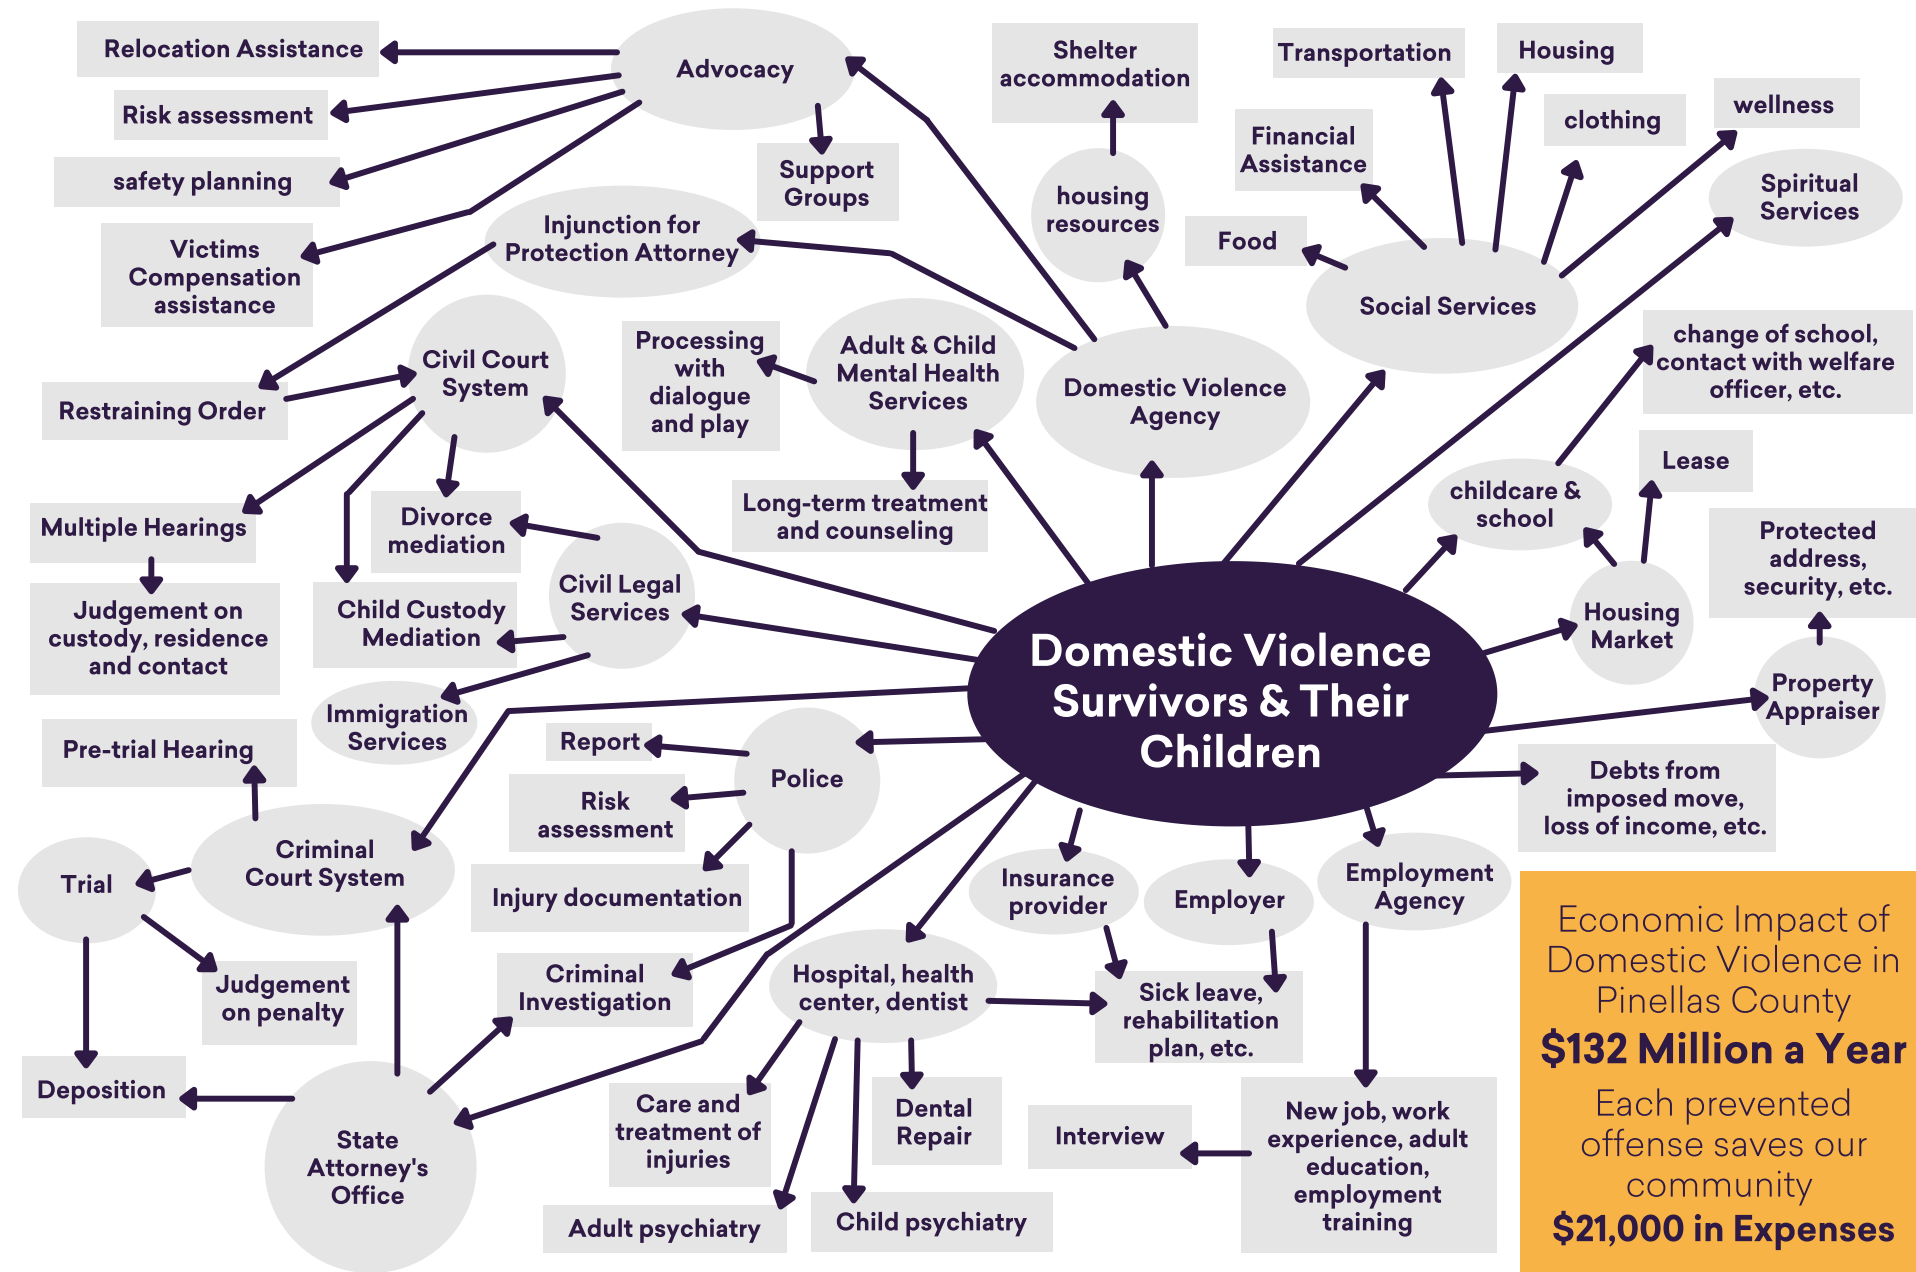 Relocation Assistance
Risk assessment
safety planning
Victims
Compensation
assistance
Advocacy
Support
Groups
Injunction for
Protection Attorney
Restraining Order
Civil Court
System
Multiple Hearings
Judgement on
custody, residence
and contact
Divorce
mediation
Child Custody
Mediation
Civil Legal
Services
Immigration
Services
Processing
with
dialogue
and play
Adult & Child
Mental Health
Services
Long-term treatment
and counseling
Shelter
accommodation
housing
resources
Domestic Violence
Agency
Transportation
Housing
Financial
Assistance
clothing
wellness
Food
Spiritual
Services
Social Services
change of school,
contact with welfare
officer, etc.
Lease
childcare &
school
Protected
address,
security, etc.
Housing
Market
Property
Appraiser
Domestic Violence
Survivors & Their
Children
Debts from
imposed move,
loss of income, etc.
Pre-trial Hearing
Criminal
Court System
Trial
Judgement
on penalty
Deposition
State
Attorney's
Office
Report
Risk
assessment
Police
Injury documentation
Criminal
Investigation
Insurance
provider
Employer
Employment
Agency
Hospital, health
center, dentist
Sick leave,
rehabilitation
plan, etc.
Care and
treatment of
injuries
Dental
Repair
Adult psychiatry
Child psychiatry
Interview
New job, work
experience, adult
education,
employment
training
Economic Impact of
Domestic Violence in
Pinellas County
$132 Million a Year
Each prevented
offense saves our
community
$21,000 in Expenses